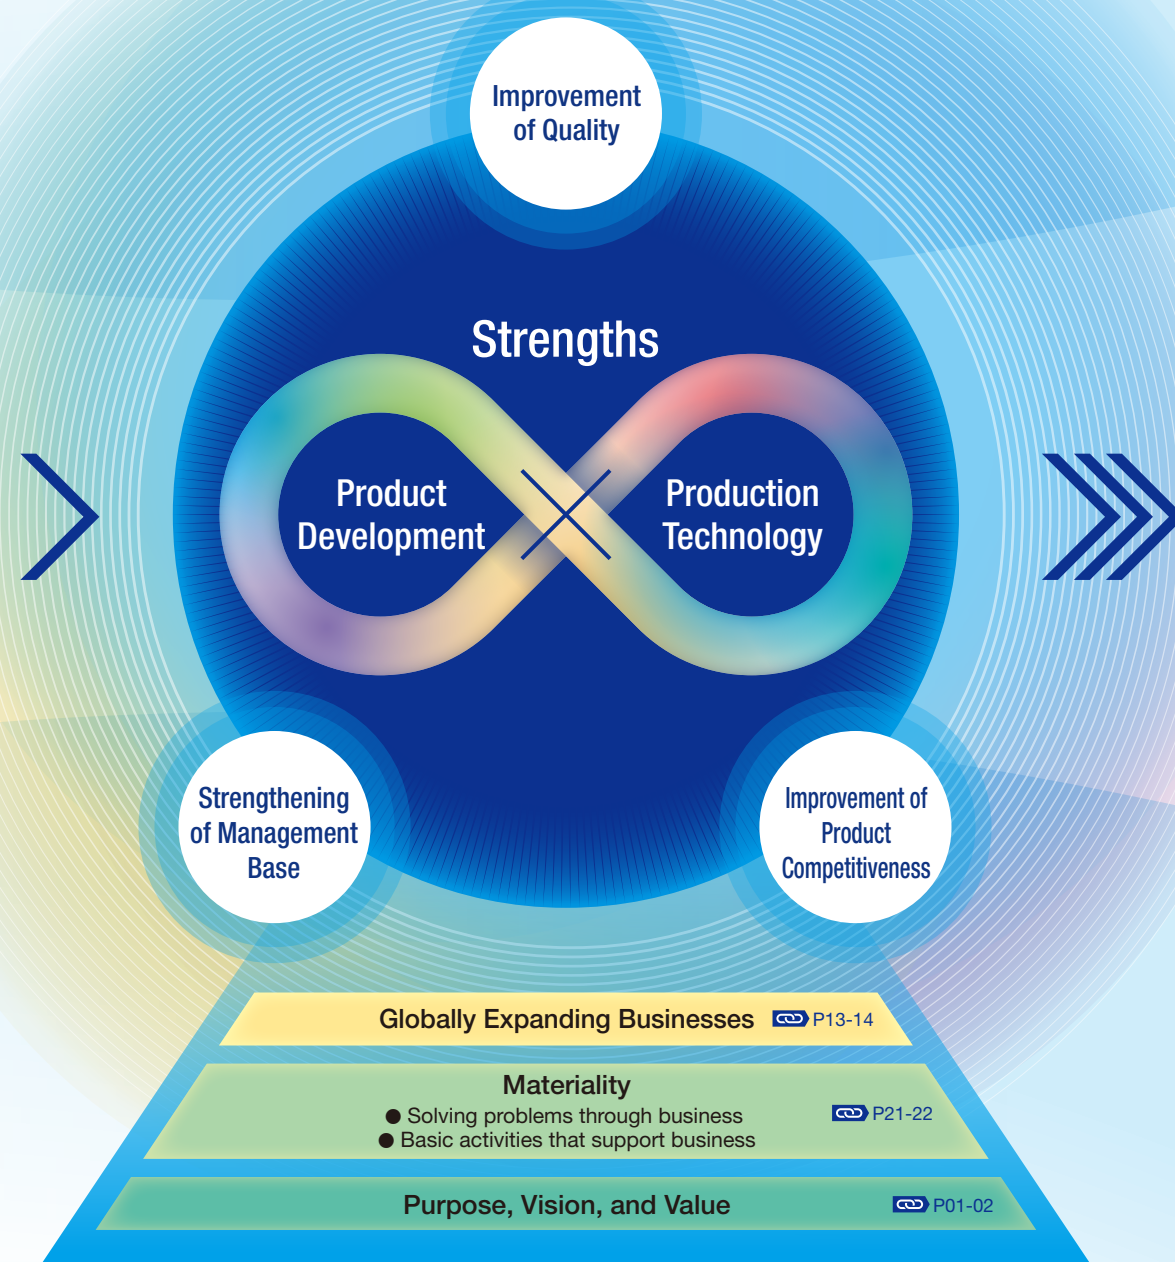 Improvement
of Quality
Strengths
Product
Development
Production
Technology
Strengthening
of Management
Base
Improvement of
Product
Competitiveness
Globally Expanding Businesses P13-14
Materiality
● Solving problems through business
● Basic activities that support business
P21-22
Purpose, Vision, and Value P01-02